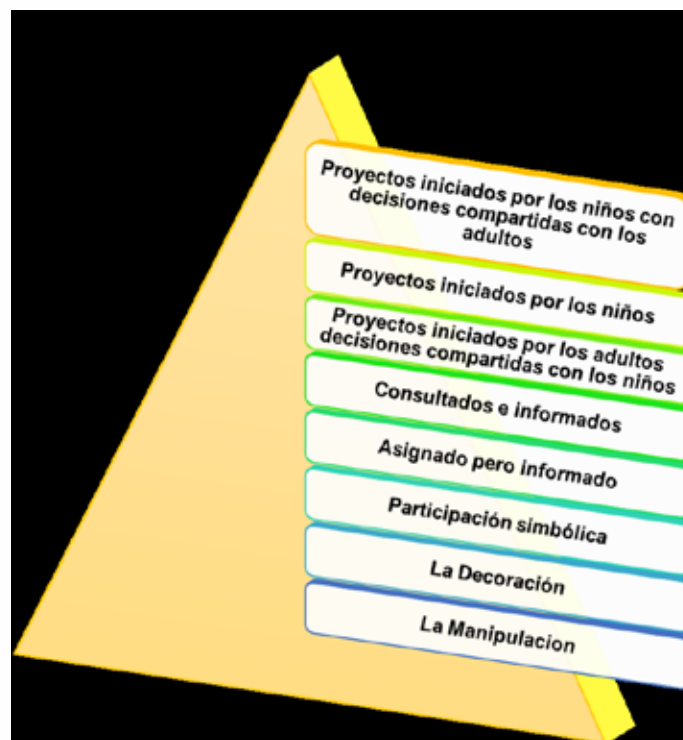 Proyectos iniciados por los niños con
decisiones compartidas con los
adultos
Proyectos iniciados por los niños
Proyectos iniciados por los adultos
decisiones compartidas con los niños
Consultados e informados
Asignado pero informado
Participación simbólica
La Decoración
La Manipulacion